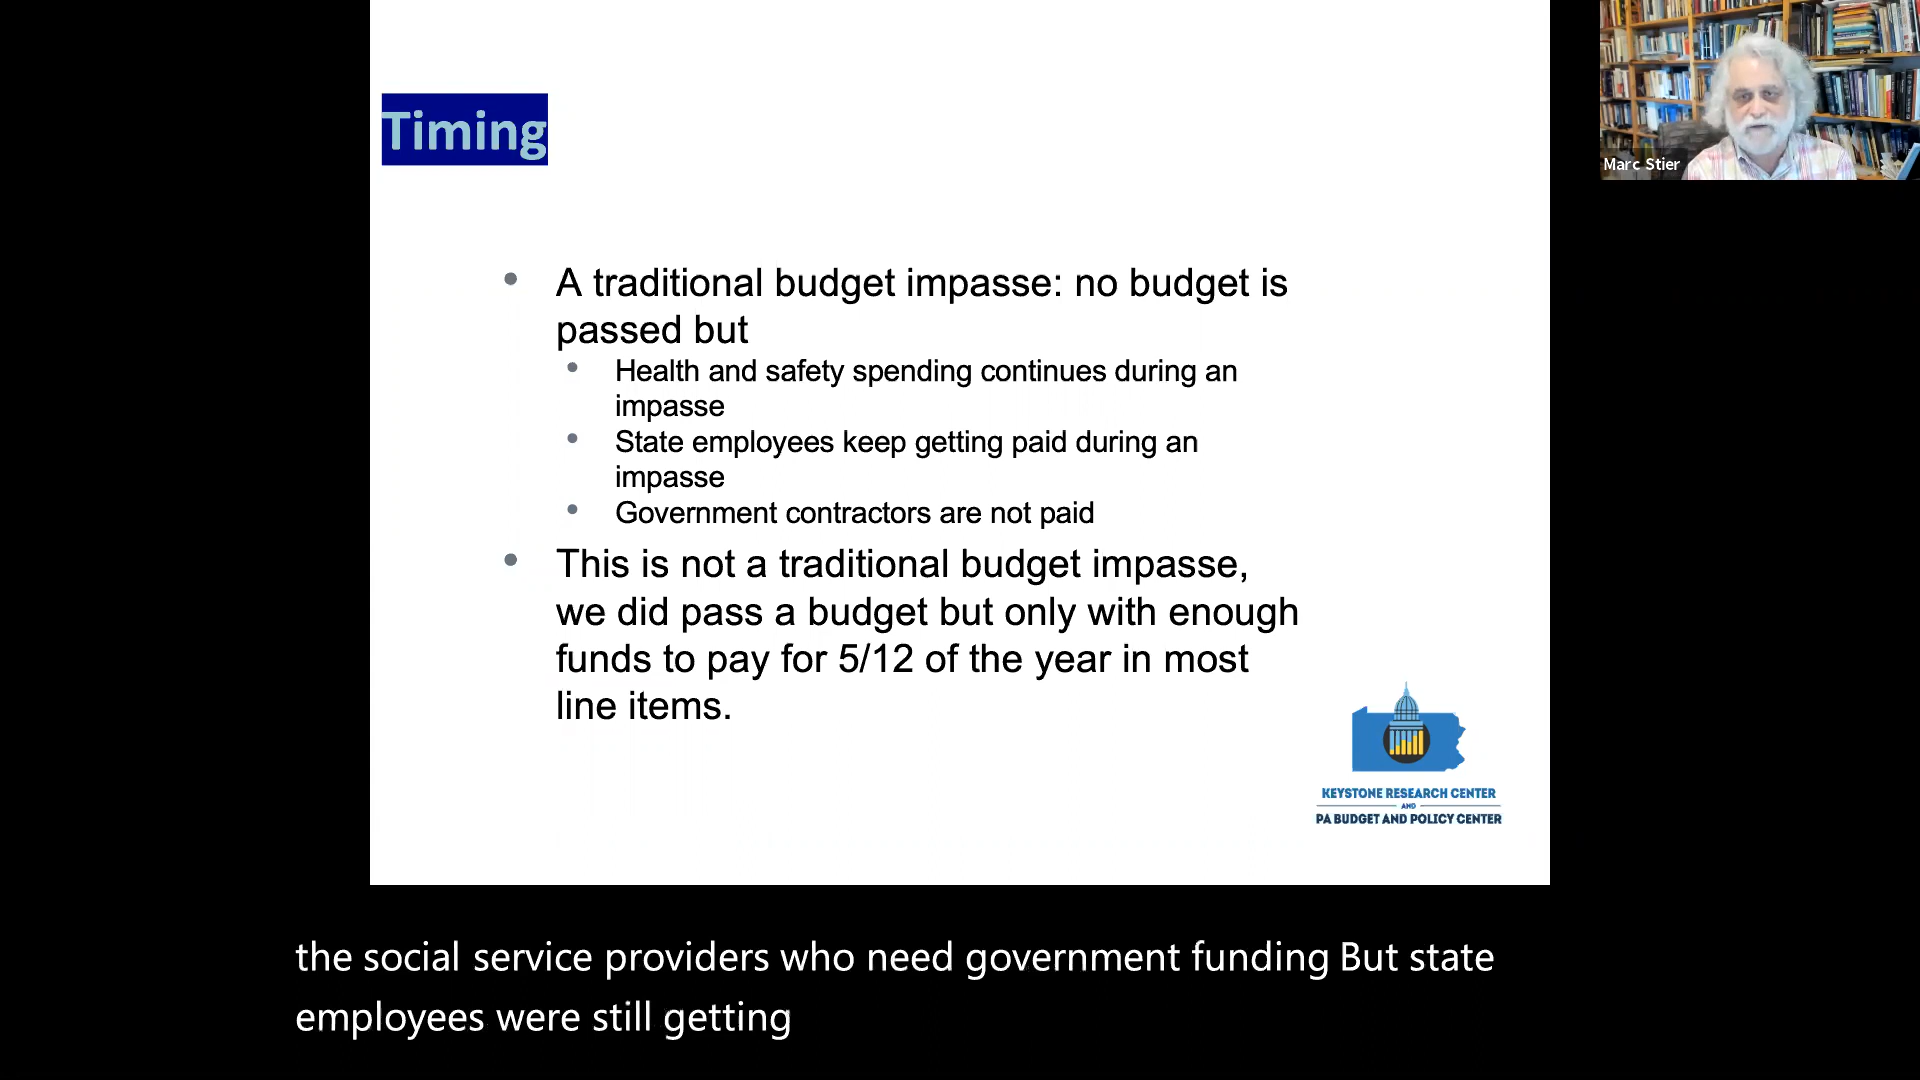 Timing
Marc Stier
A traditional budget impasse: no budget is
passed but
Health and safety spending continues during an
impasse
State employees keep getting paid during an
impasse
Government contractors are not paid
This is not a traditional budget impasse,
we did pass a budget but only with enough
funds to pay for 5/12 of the year in most
line items.
KEYSTONE RESEARCH CENTER
AND
PA BUDGET AND POLICY CENTER
the social service providers who need government funding But state
employees were still getting